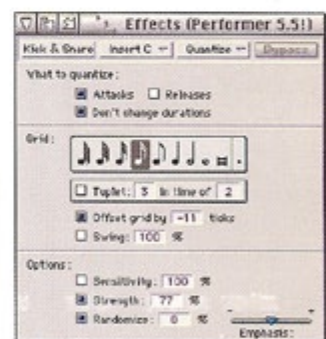 Effects (Performer 5.5!)
Kick & Snare Insert C Quantize Bypass
What to quantize:
Attacks Releases
Don't change durations
Grid:
Tuplet: 3 in time of 2
Offset grid by -11 ticks
Swing: 100 %
Options:
Sensitivity: 100 %
Strength: 77 %
Randomize: 0 %
Emphasis: